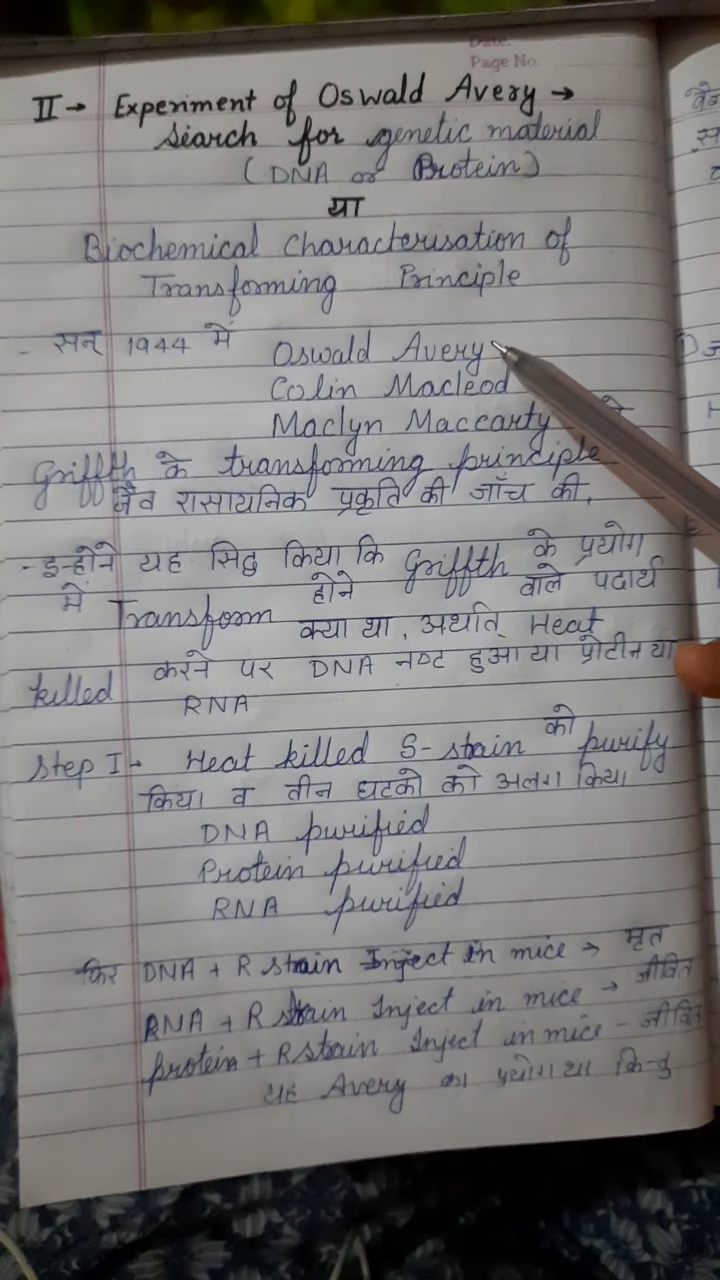 Date.
Page No.
II → Experiment of Oswald Avery →
Search for genetic material
(DNA or Protein)
या
Biochemical Characterisation of
Transforming Principle
- सन् 1944 में Oswald Avery
Colin Macleod
Maclyn Maccarty ने
Griffth के transforming principle
जैव रासायनिक प्रकृति की जाँच की,
- इन्होने यह सिद्ध किया कि Griffth के प्रयोग
में Transform होने वाले पदार्थ
क्या था, अर्थात् Heat
killed करने पर DNA नष्ट हुआ या प्रोटीन या
RNA
Step I - Heat killed S-stain को purify
किया। व तीन घटको को अलग किया।
DNA purified
Protein purified
RNA purified
फिर DNA + R strain Inject in mice → मृत
RNA + R strain Inject in mice → जीवित
protein + R strain Inject in mice - जीवित
यह Avery का प्रयोग था किन्तु